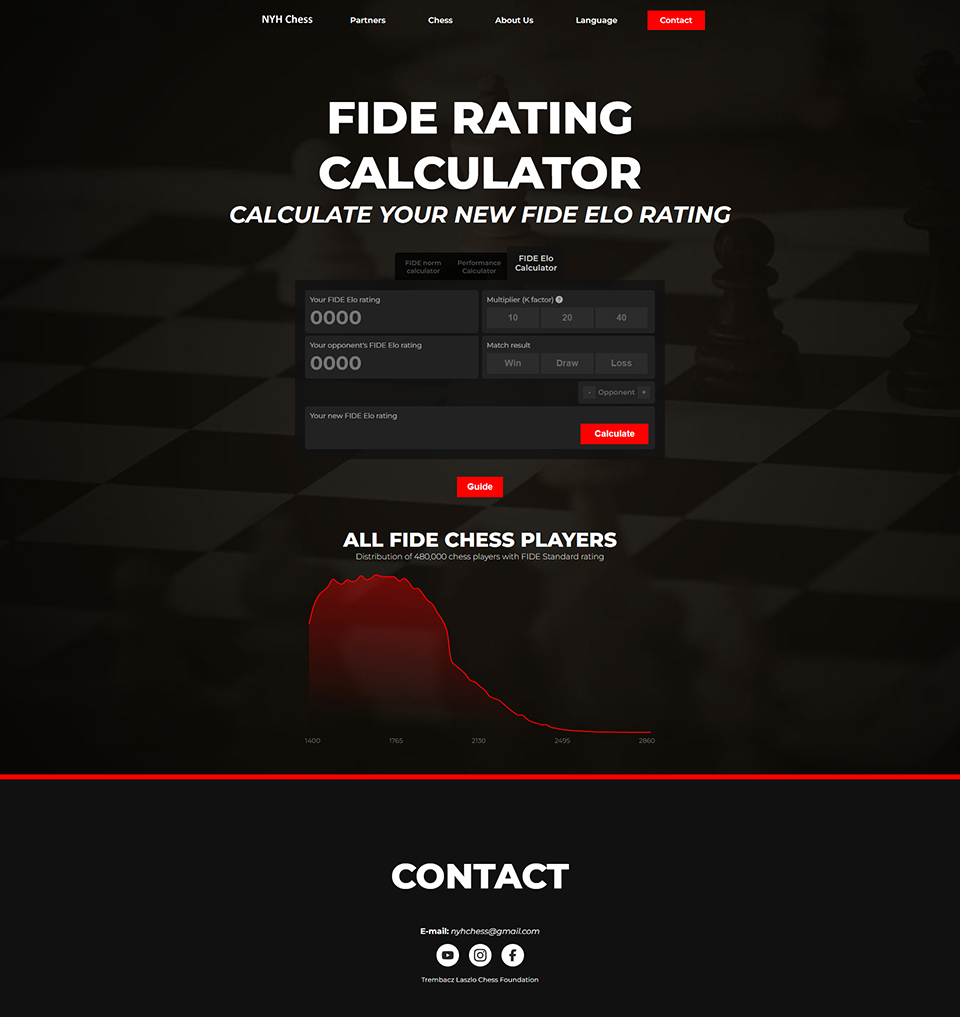 NYH Chess Partners Chess About Us Language Contact
FIDE RATING
CALCULATOR
CALCULATE YOUR NEW FIDE ELO RATING
FIDE norm
calculator
Performance
Calculator
FIDE Elo
Calculator
Your FIDE Elo rating
0000
Multiplier (K factor) ?
10 20 40
Your opponent's FIDE Elo rating
0000
Match result
Win Draw Loss
- Opponent +
Your new FIDE Elo rating
Calculate
Guide
ALL FIDE CHESS PLAYERS
Distribution of 480,000 chess players with FIDE Standard rating
1400 1765 2130 2495 2860
CONTACT
E-mail: nyhchess@gmail.com
Trembacz Laszlo Chess Foundation